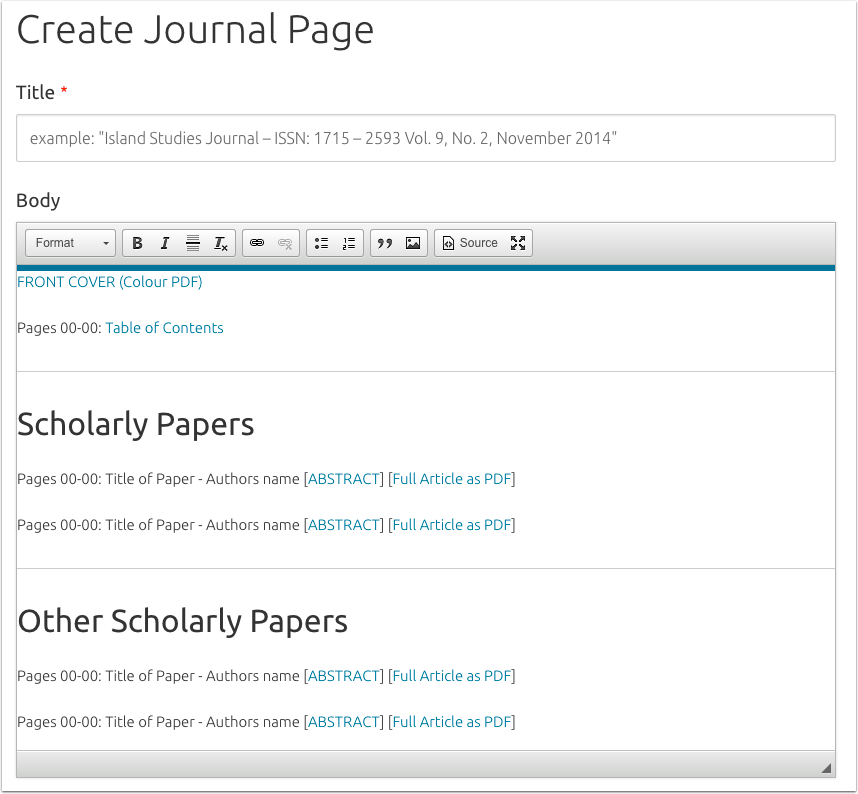 Create Journal Page
Title *
example: "Island Studies Journal – ISSN: 1715 – 2593 Vol. 9, No. 2, November 2014"
Body
Format B I Tx Source
FRONT COVER (Colour PDF)
Pages 00-00: Table of Contents
Scholarly Papers
Pages 00-00: Title of Paper - Authors name [ABSTRACT] [Full Article as PDF]
Pages 00-00: Title of Paper - Authors name [ABSTRACT] [Full Article as PDF]
Other Scholarly Papers
Pages 00-00: Title of Paper - Authors name [ABSTRACT] [Full Article as PDF]
Pages 00-00: Title of Paper - Authors name [ABSTRACT] [Full Article as PDF]